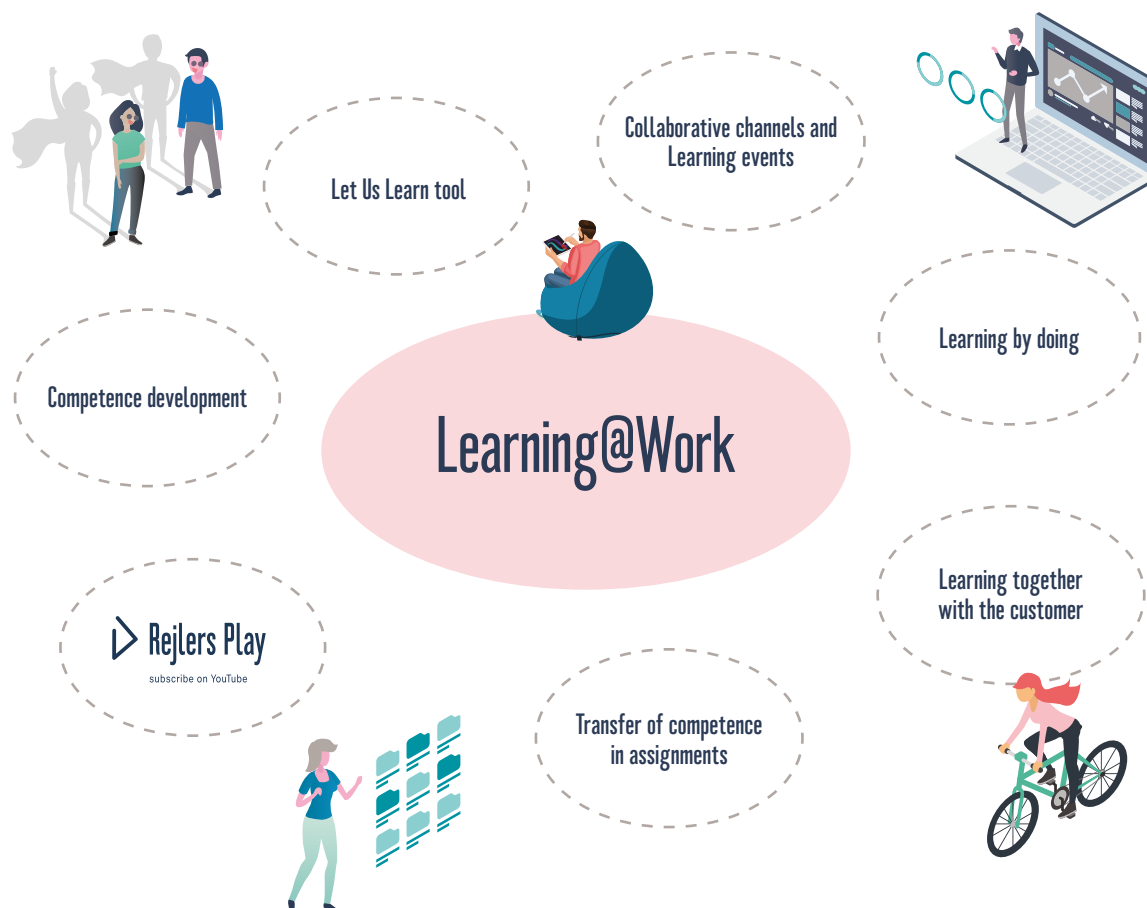 Collaborative channels and
Learning events
Let Us Learn tool
Learning by doing
Competence development
Learning@Work
Learning together
with the customer
Rejlers Play
subscribe on YouTube
Transfer of competence
in assignments